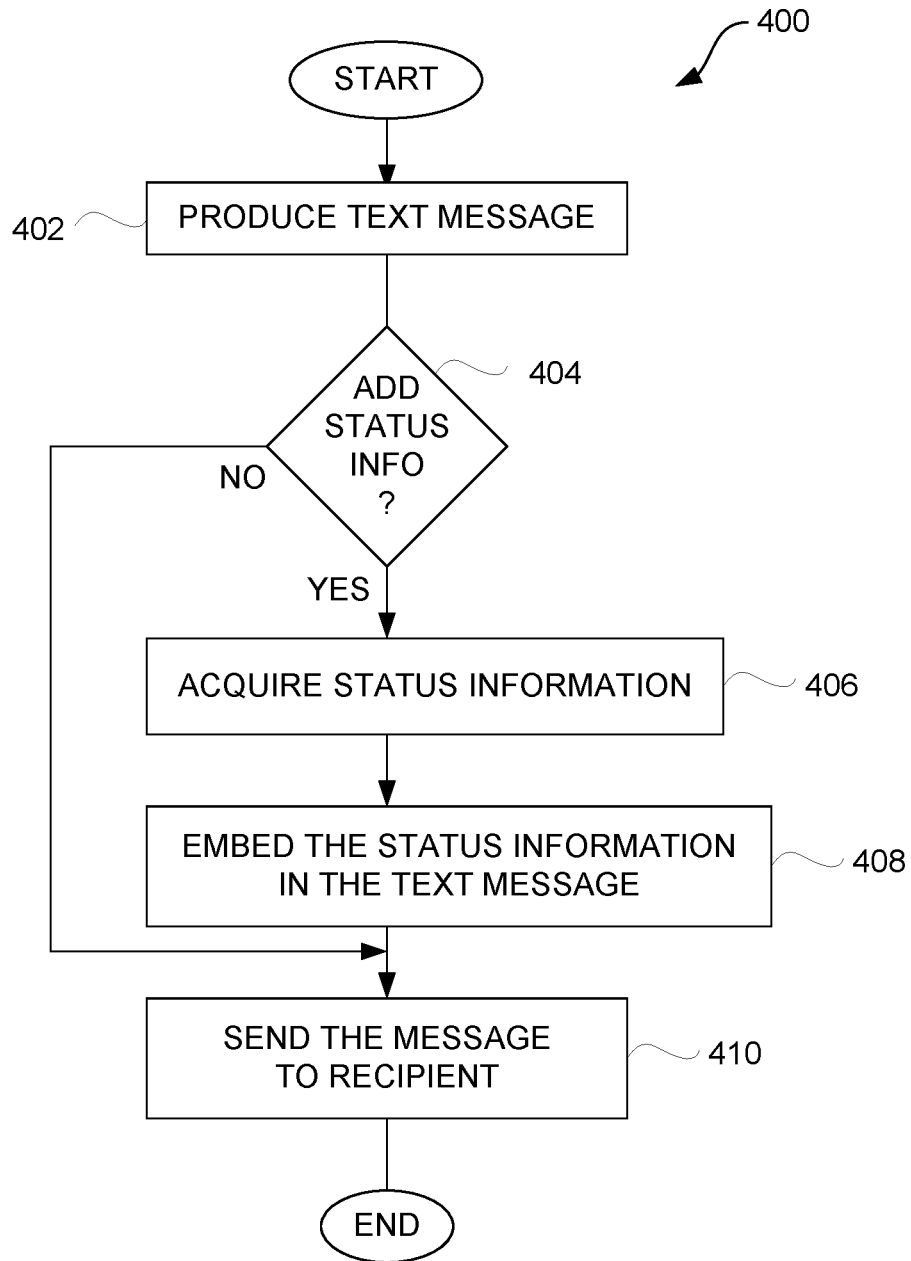 400
START
402
PRODUCE TEXT MESSAGE
404
ADD
STATUS
INFO
?
NO
YES
ACQUIRE STATUS INFORMATION
406
EMBED THE STATUS INFORMATION
IN THE TEXT MESSAGE
408
SEND THE MESSAGE
TO RECIPIENT
410
END